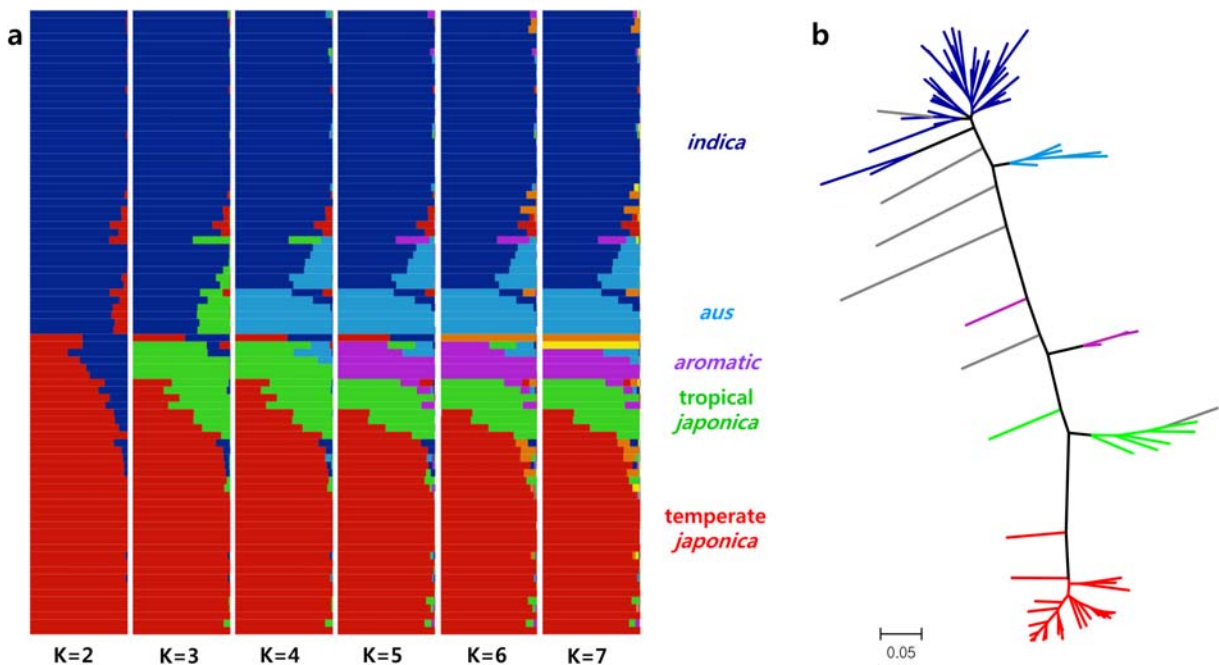 a
b
indica
aus
aromatic
tropical
japonica
temperate
japonica
K=2 K=3 K=4 K=5 K=6 K=7
0.05